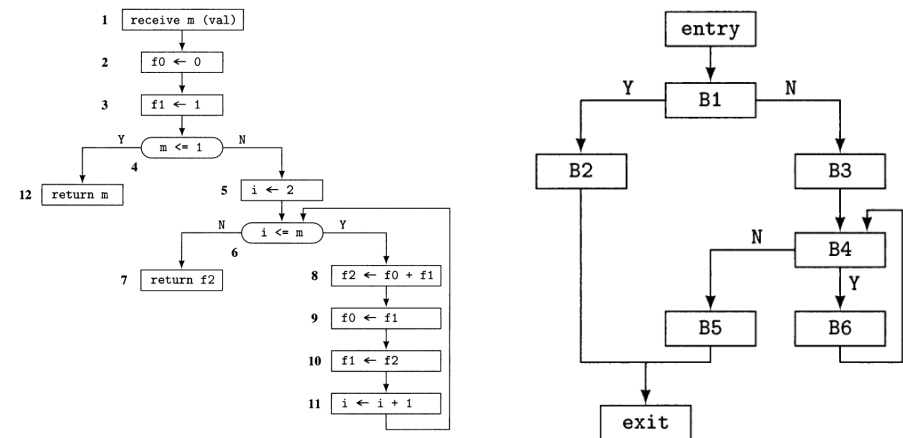 1 receive m (val)
2 f0 ← 0
3 f1 ← 1
Y m <= 1 N
4
12 return m
5 i ← 2
N i <= m Y
6
7 return f2
8 f2 ← f0 + f1
9 f0 ← f1
10 f1 ← f2
11 i ← i + 1
entry
Y B1 N
B2 B3
N B4
Y
B5 B6
exit